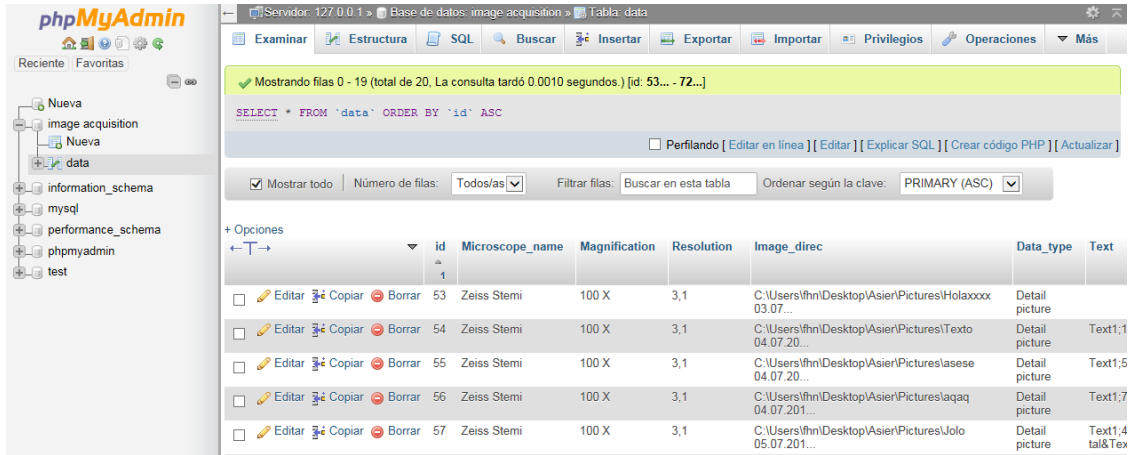 phpMyAdmin
Reciente Favoritas
Nueva
image acquisition
Nueva
data
information_schema
mysql
performance_schema
phpmyadmin
test
Servidor: 127.0.0.1 » Base de datos: image acquisition » Tabla: data
Examinar Estructura SQL Buscar Insertar Exportar Importar Privilegios Operaciones Más
Mostrando filas 0 - 19 (total de 20, La consulta tardó 0.0010 segundos.) [id: 53... - 72...]
SELECT * FROM `data` ORDER BY `id` ASC
Perfilando [ Editar en línea ] [ Editar ] [ Explicar SQL ] [ Crear código PHP ] [ Actualizar ]
Mostrar todo Número de filas: Todos/as Filtrar filas: Buscar en esta tabla Ordenar según la clave: PRIMARY (ASC)
+ Opciones
←T→ id Microscope_name Magnification Resolution Image_direc Data_type Text
1
Editar Copiar Borrar 53 Zeiss Stemi 100 X 3,1 C:\Users\fhn\Desktop\Asier\Pictures\Holaxxxx Detail
03.07... picture
Editar Copiar Borrar 54 Zeiss Stemi 100 X 3,1 C:\Users\fhn\Desktop\Asier\Pictures\Texto Detail Text1;1
04.07.20... picture
Editar Copiar Borrar 55 Zeiss Stemi 100 X 3,1 C:\Users\fhn\Desktop\Asier\Pictures\asese Detail Text1;5
04.07.20... picture
Editar Copiar Borrar 56 Zeiss Stemi 100 X 3,1 C:\Users\fhn\Desktop\Asier\Pictures\aqaq Detail Text1;7
04.07.201... picture
Editar Copiar Borrar 57 Zeiss Stemi 100 X 3,1 C:\Users\fhn\Desktop\Asier\Pictures\Jolo Detail Text1;4
05.07.201... picture tal&Tex